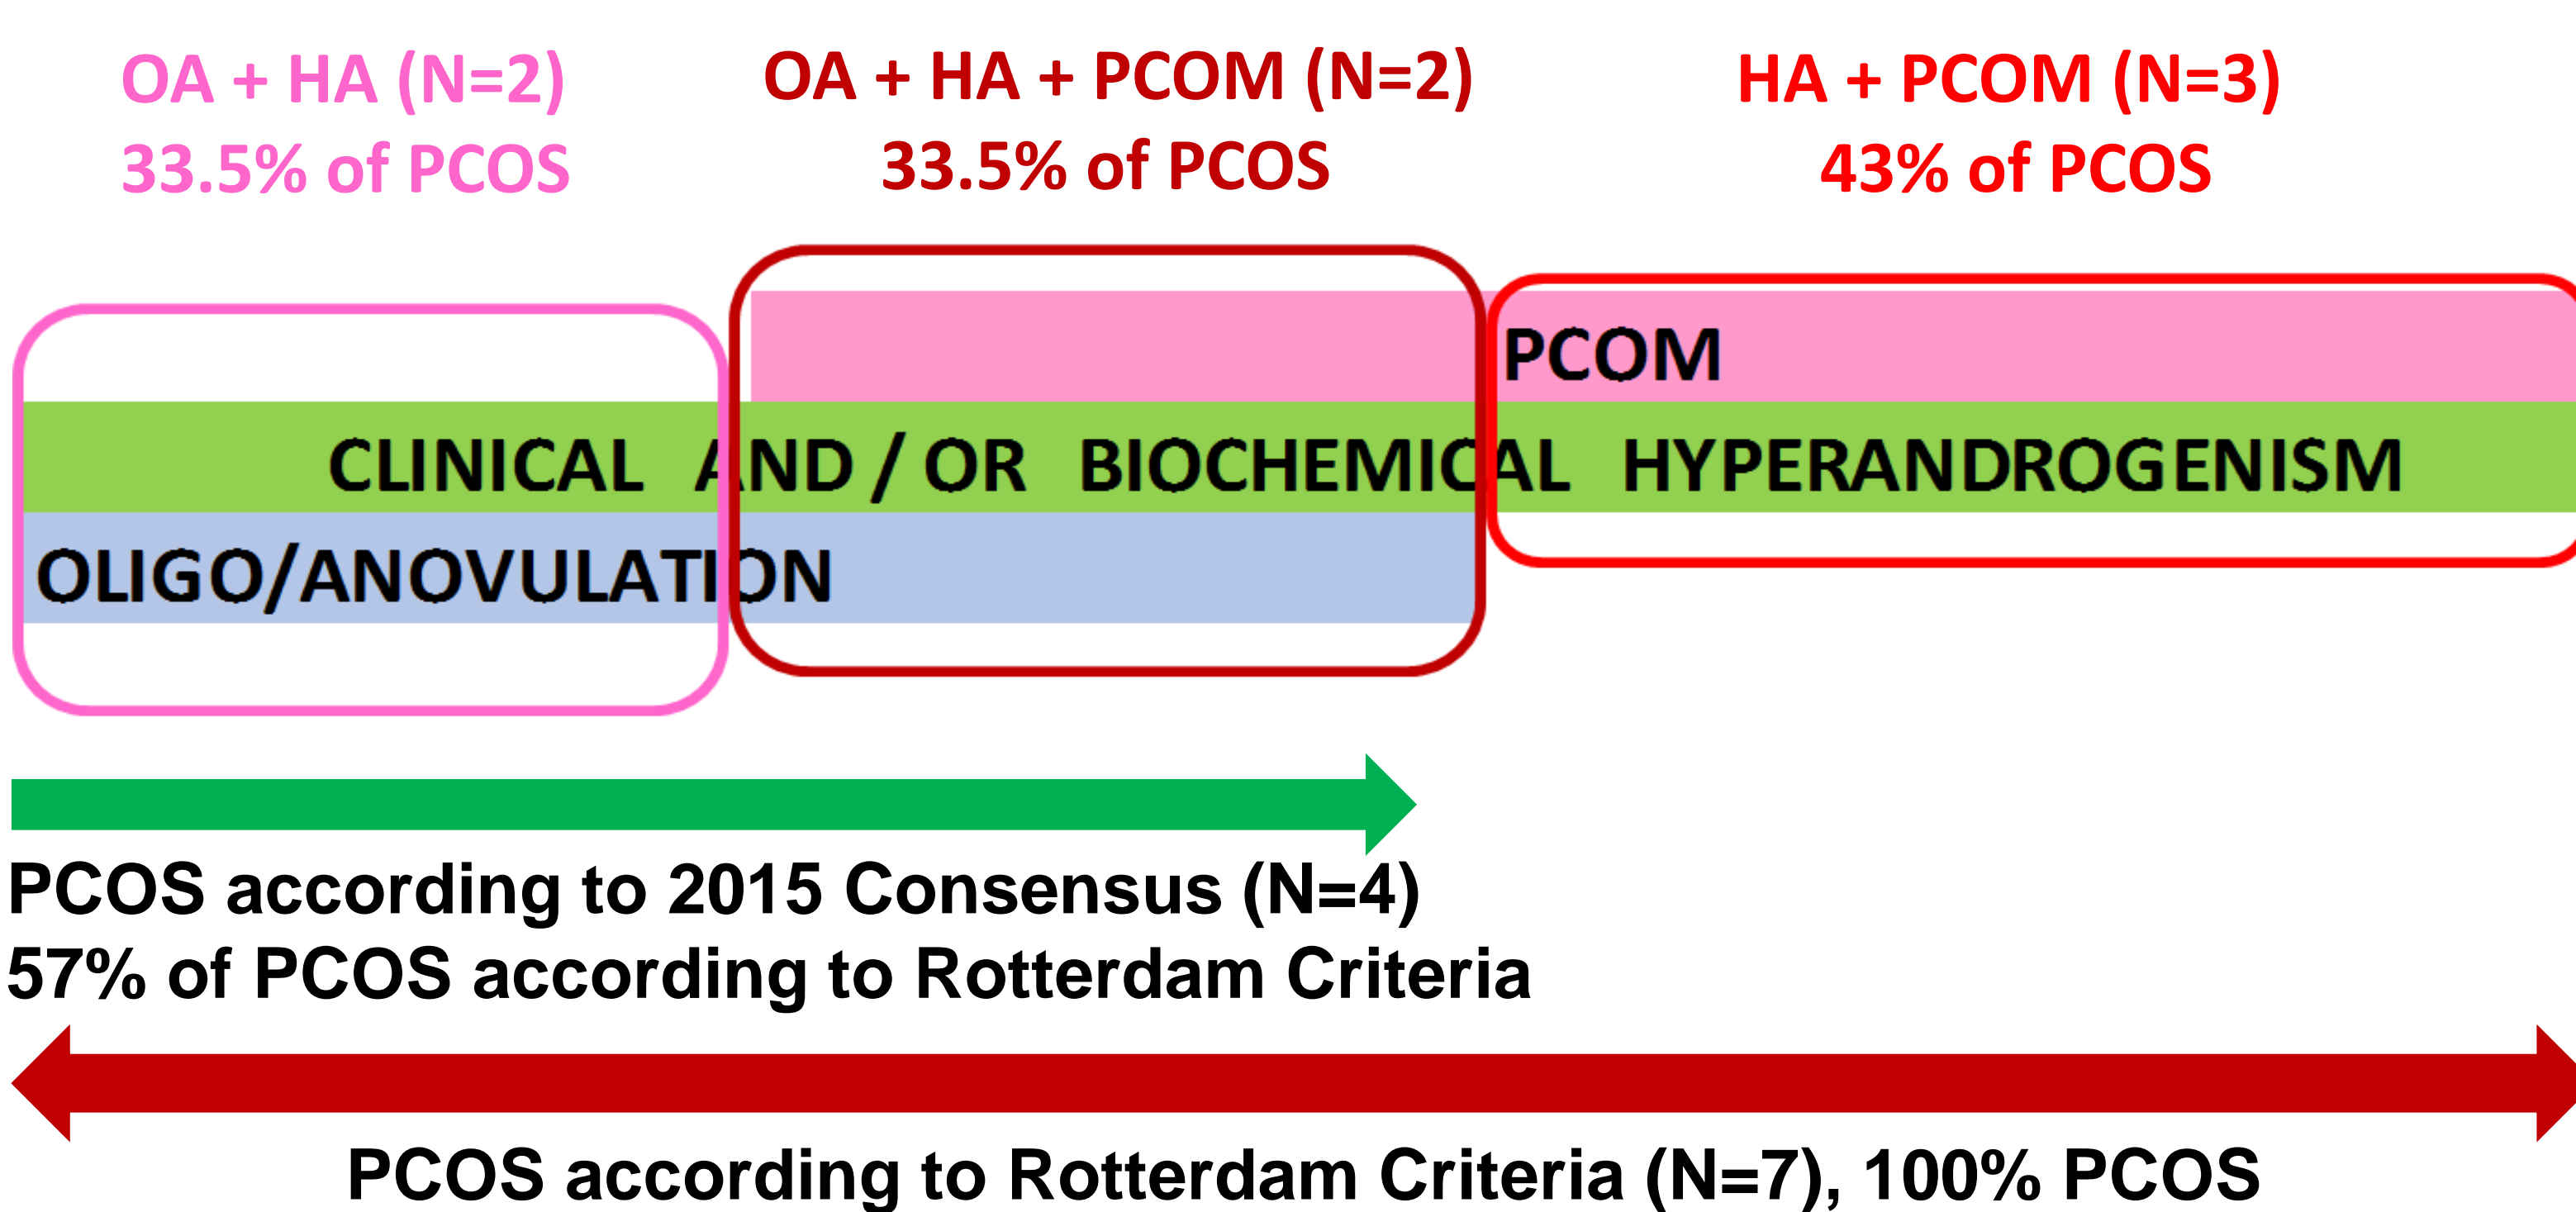 OA + HA (N=2)
33.5% of PCOS
OA + HA + PCOM (N=2)
33.5% of PCOS
HA + PCOM (N=3)
43% of PCOS
PCOM
CLINICAL AND / OR BIOCHEMICAL HYPERANDROGENISM
OLIGO/ANOVULATION
PCOS according to 2015 Consensus (N=4)
57% of PCOS according to Rotterdam Criteria
PCOS according to Rotterdam Criteria (N=7), 100% PCOS